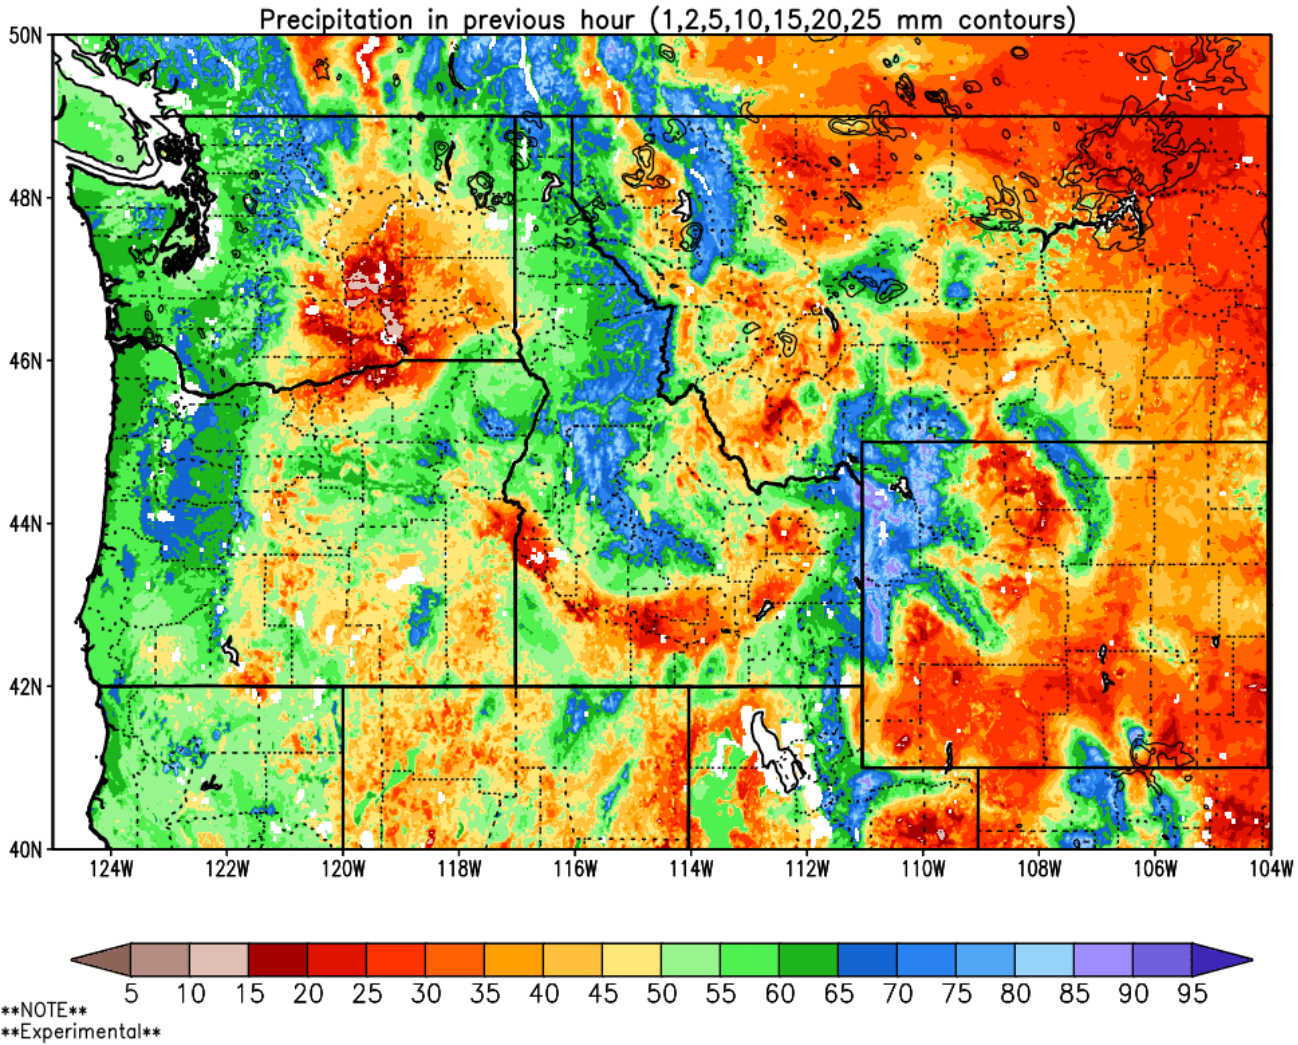 Precipitation in previous hour (1,2,5,10,15,20,25 mm contours)
50N
48N
46N
44N
42N
40N
124W 122W 120W 118W 116W 114W 112W 110W 108W 106W 104W
5 10 15 20 25 30 35 40 45 50 55 60 65 70 75 80 85 90 95
**NOTE**
**Experimental**